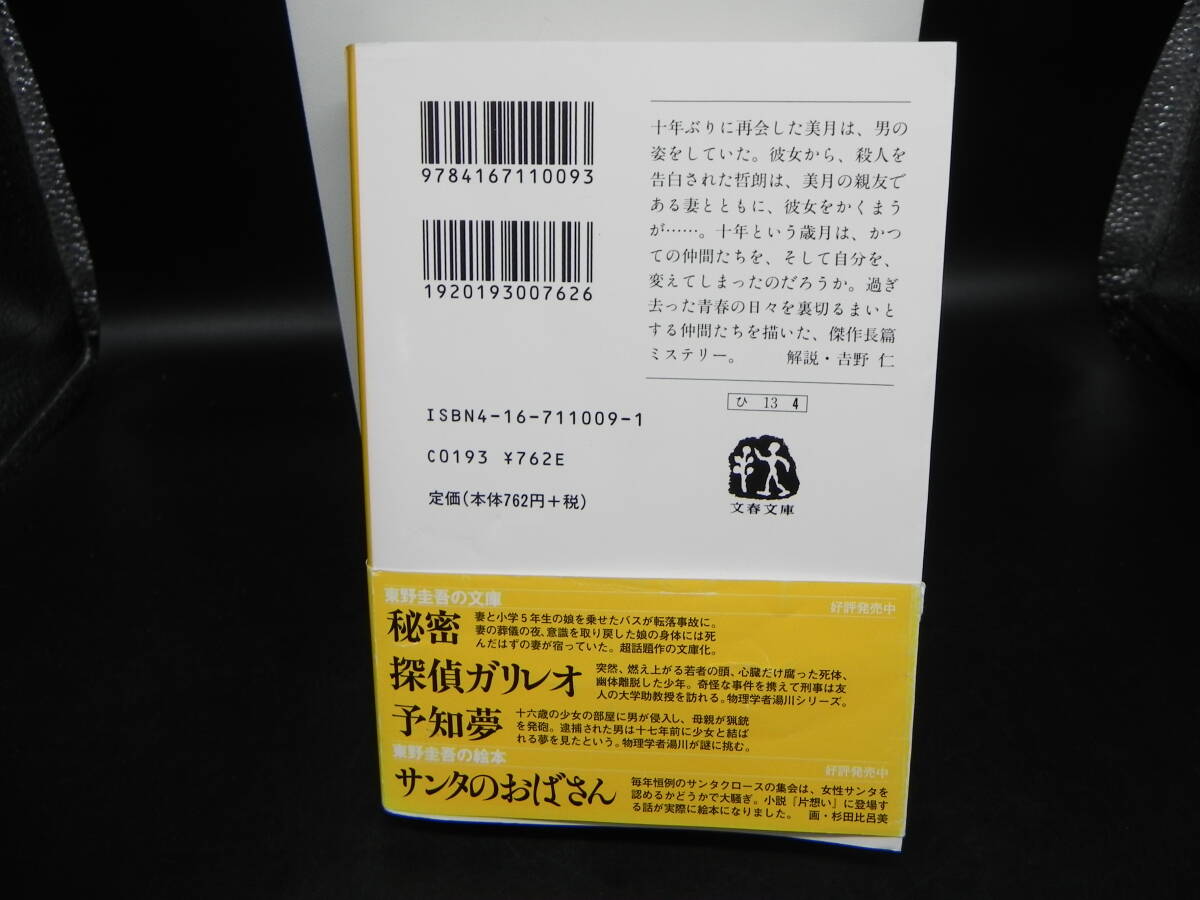 9784167110093
1920193007626
十年ぶりに再会した美月は、男の
姿をしていた。彼女から、殺人を
告白された哲朗は、美月の親友で
ある妻とともに、彼女をかくまう
が……。十年という歳月は、かつ
ての仲間たちを、そして自分を、
変えてしまったのだろうか。過ぎ
去った青春の日々を裏切るまいと
する仲間たちを描いた、傑作長篇
ミステリー。 解説・吉野 仁
ひ 13 4
文春文庫
ISBN4-16-711009-1
C0193 ¥762E
定価(本体762円+税)
東野圭吾の文庫 好評発売中
秘密
妻と小学5年生の娘を乗せたバスが転落事故に。
妻の葬儀の夜、意識を取り戻した娘の身体には死
んだはずの妻が宿っていた。超話題作の文庫化。
探偵ガリレオ
突然、燃え上がる若者の頭、心臓だけ腐った死体、
幽体離脱した少年。奇怪な事件を携えて刑事は友
人の大学助教授を訪れる。物理学者湯川シリーズ。
予知夢
十六歳の少女の部屋に男が侵入し、母親が猟銃
を発砲。逮捕された男は十七年前に少女と結ば
れる夢を見たという。物理学者湯川が謎に挑む。
東野圭吾の絵本 好評発売中
サンタのおばさん
毎年恒例のサンタクロースの集会は、女性サンタを
認めるかどうかで大騒ぎ。小説『片想い』に登場す
る話が実際に絵本になりました。 画・杉田比呂美